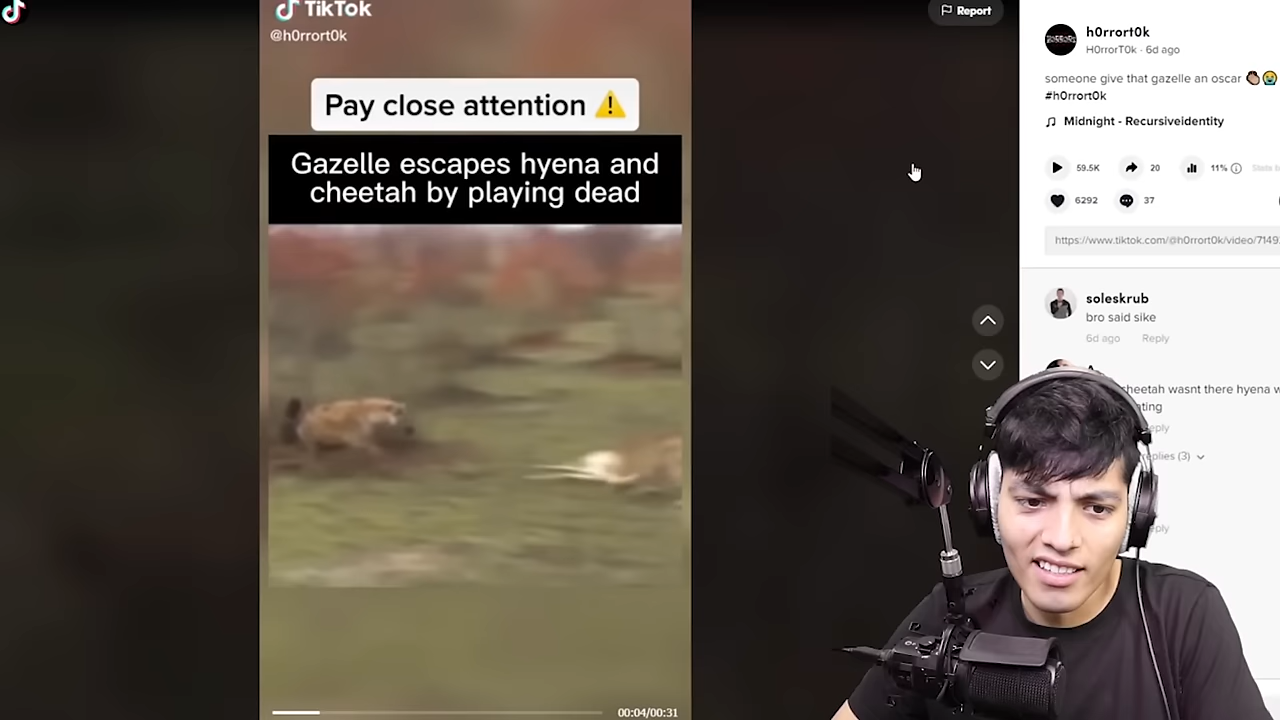 TikTok
@h0rrort0k
Pay close attention ⚠️
Gazelle escapes hyena and
cheetah by playing dead
00:04/00:31
Report
h0rrort0k
H0rrorT0k · 6d ago
someone give that gazelle an oscar 👏🏽😭
#h0rrort0k
♫ Midnight - Recursiveidentity
59.5K
20
11%
6292
37
https://www.tiktok.com/@h0rrort0k/video/7149
soleskrub
bro said sike
6d ago Reply
cheetah wasnt there hyena w
replies (3)